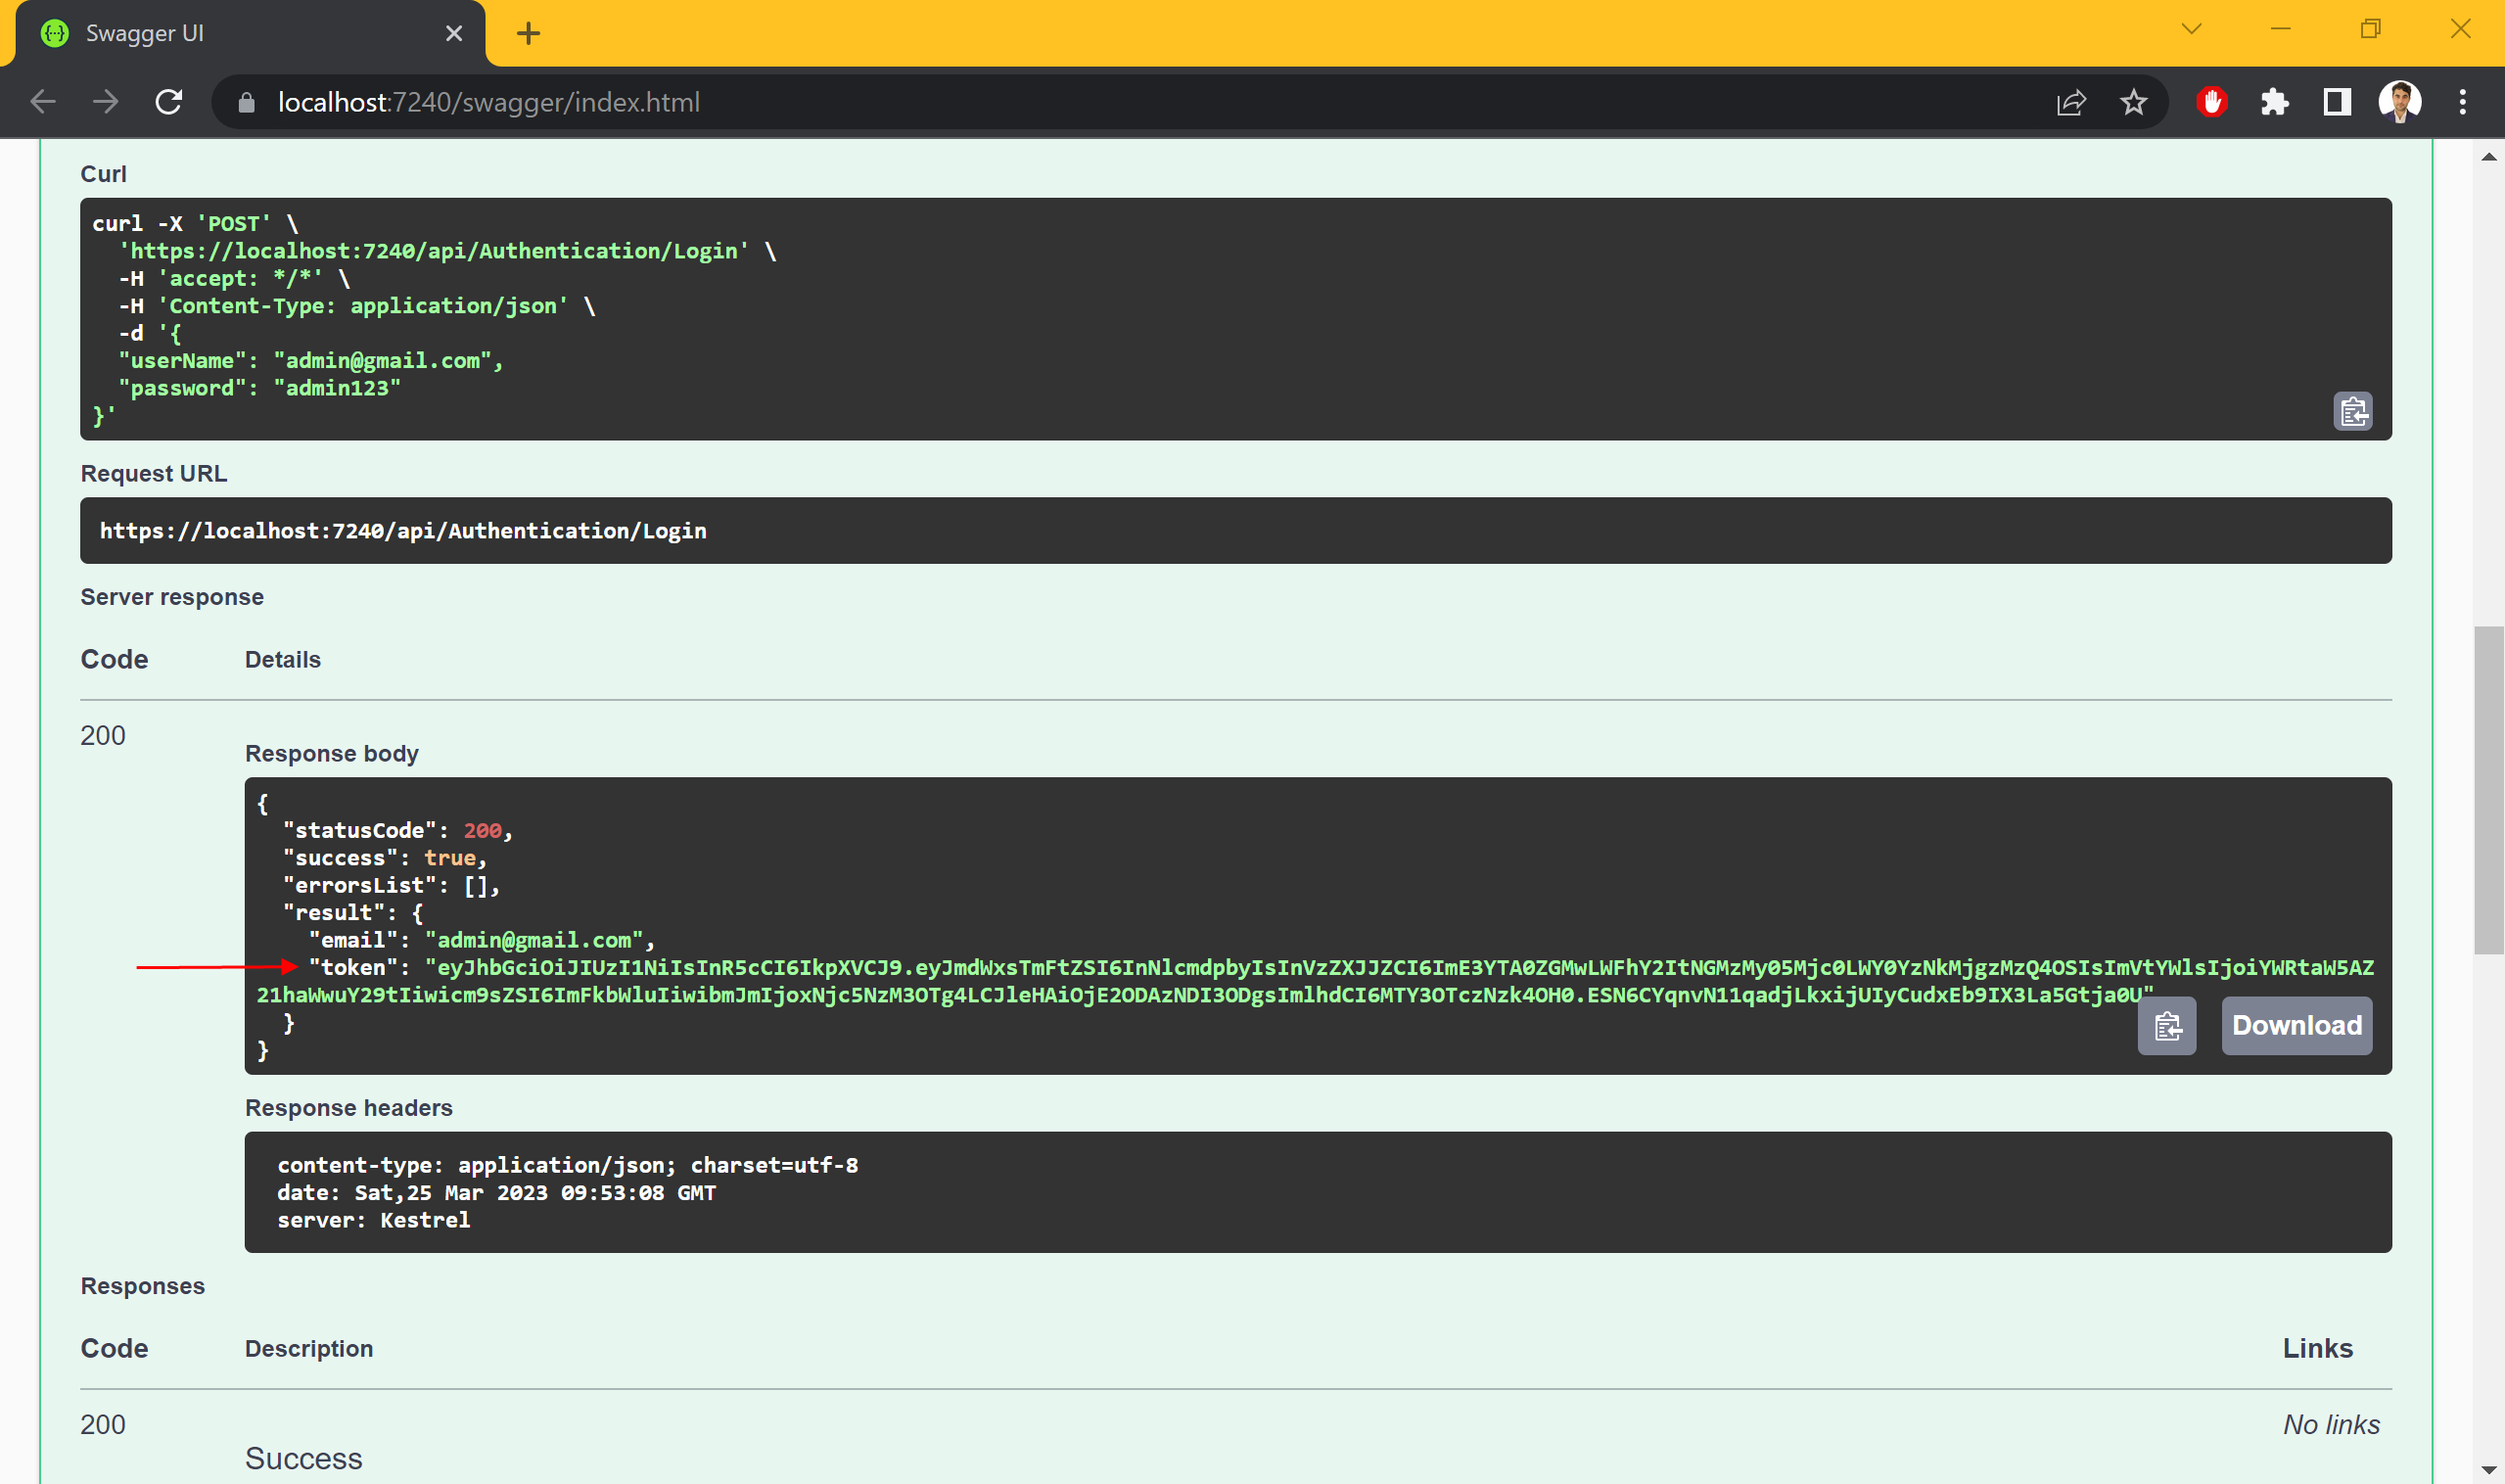 Swagger UI
localhost:7240/swagger/index.html
Curl
curl -X 'POST' \
  'https://localhost:7240/api/Authentication/Login' \
  -H 'accept: */*' \
  -H 'Content-Type: application/json' \
  -d '{
  "userName": "admin@gmail.com",
  "password": "admin123"
}'
Request URL
https://localhost:7240/api/Authentication/Login
Server response
Code Details
200
Response body
{
  "statusCode": 200,
  "success": true,
  "errorsList": [],
  "result": {
    "email": "admin@gmail.com",
    "token": "eyJhbGciOiJIUzI1NiIsInR5cCI6IkpXVCJ9.eyJmdWxsTmFtZSI6InNlcmdpbyIsInVzZXJJZCI6ImE3YTA0ZGMwLWFhY2ItNGMzMy05Mjc0LWY0YzNkMjgzMzQ4OSIsImVtYWlsIjoiYWRtaW5AZ
21haWwuY29tIiwicm9sZSI6ImFkbWluIiwibmJmIjoxNjc5NzM3OTg4LCJleHAiOjE2ODAzNDI3ODgsImlhdCI6MTY3OTczNzk4OH0.ESN6CYqnvN11qadjLkxijUIyCudxEb9IX3La5Gtja0U"
  }
}
Download
Response headers
content-type: application/json; charset=utf-8
date: Sat,25 Mar 2023 09:53:08 GMT
server: Kestrel
Responses
Code Description Links
200 No links
Success